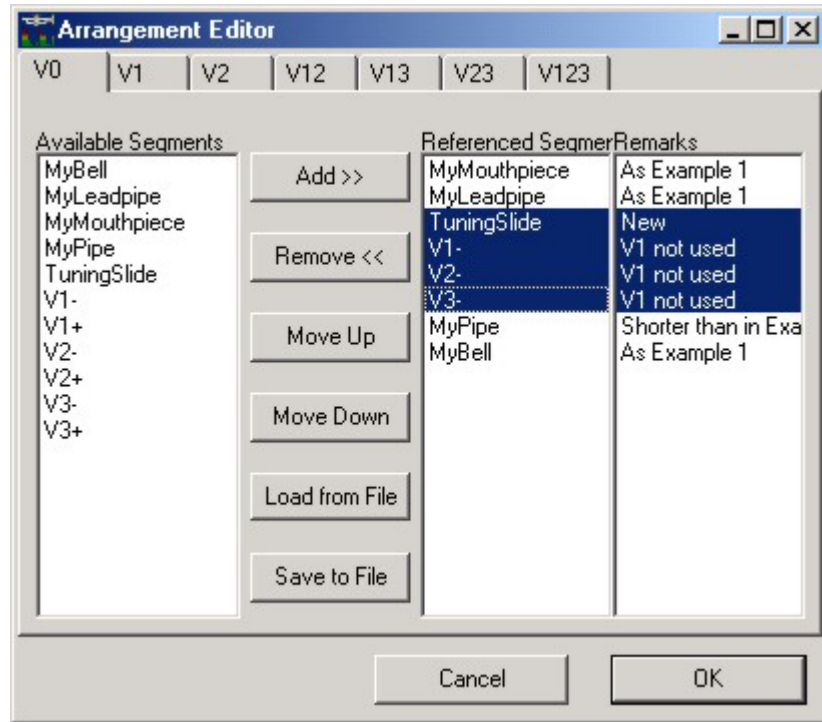 Arrangement Editor
V0 V1 V2 V12 V13 V23 V123
Available Segments
MyBell
MyLeadpipe
MyMouthpiece
MyPipe
TuningSlide
V1-
V1+
V2-
V2+
V3-
V3+
Add >>
Remove <<
Move Up
Move Down
Load from File
Save to File
Referenced Segmer Remarks
MyMouthpiece As Example 1
MyLeadpipe As Example 1
TuningSlide New
V1- V1 not used
V2- V1 not used
V3- V1 not used
MyPipe Shorter than in Exa
MyBell As Example 1
Cancel OK